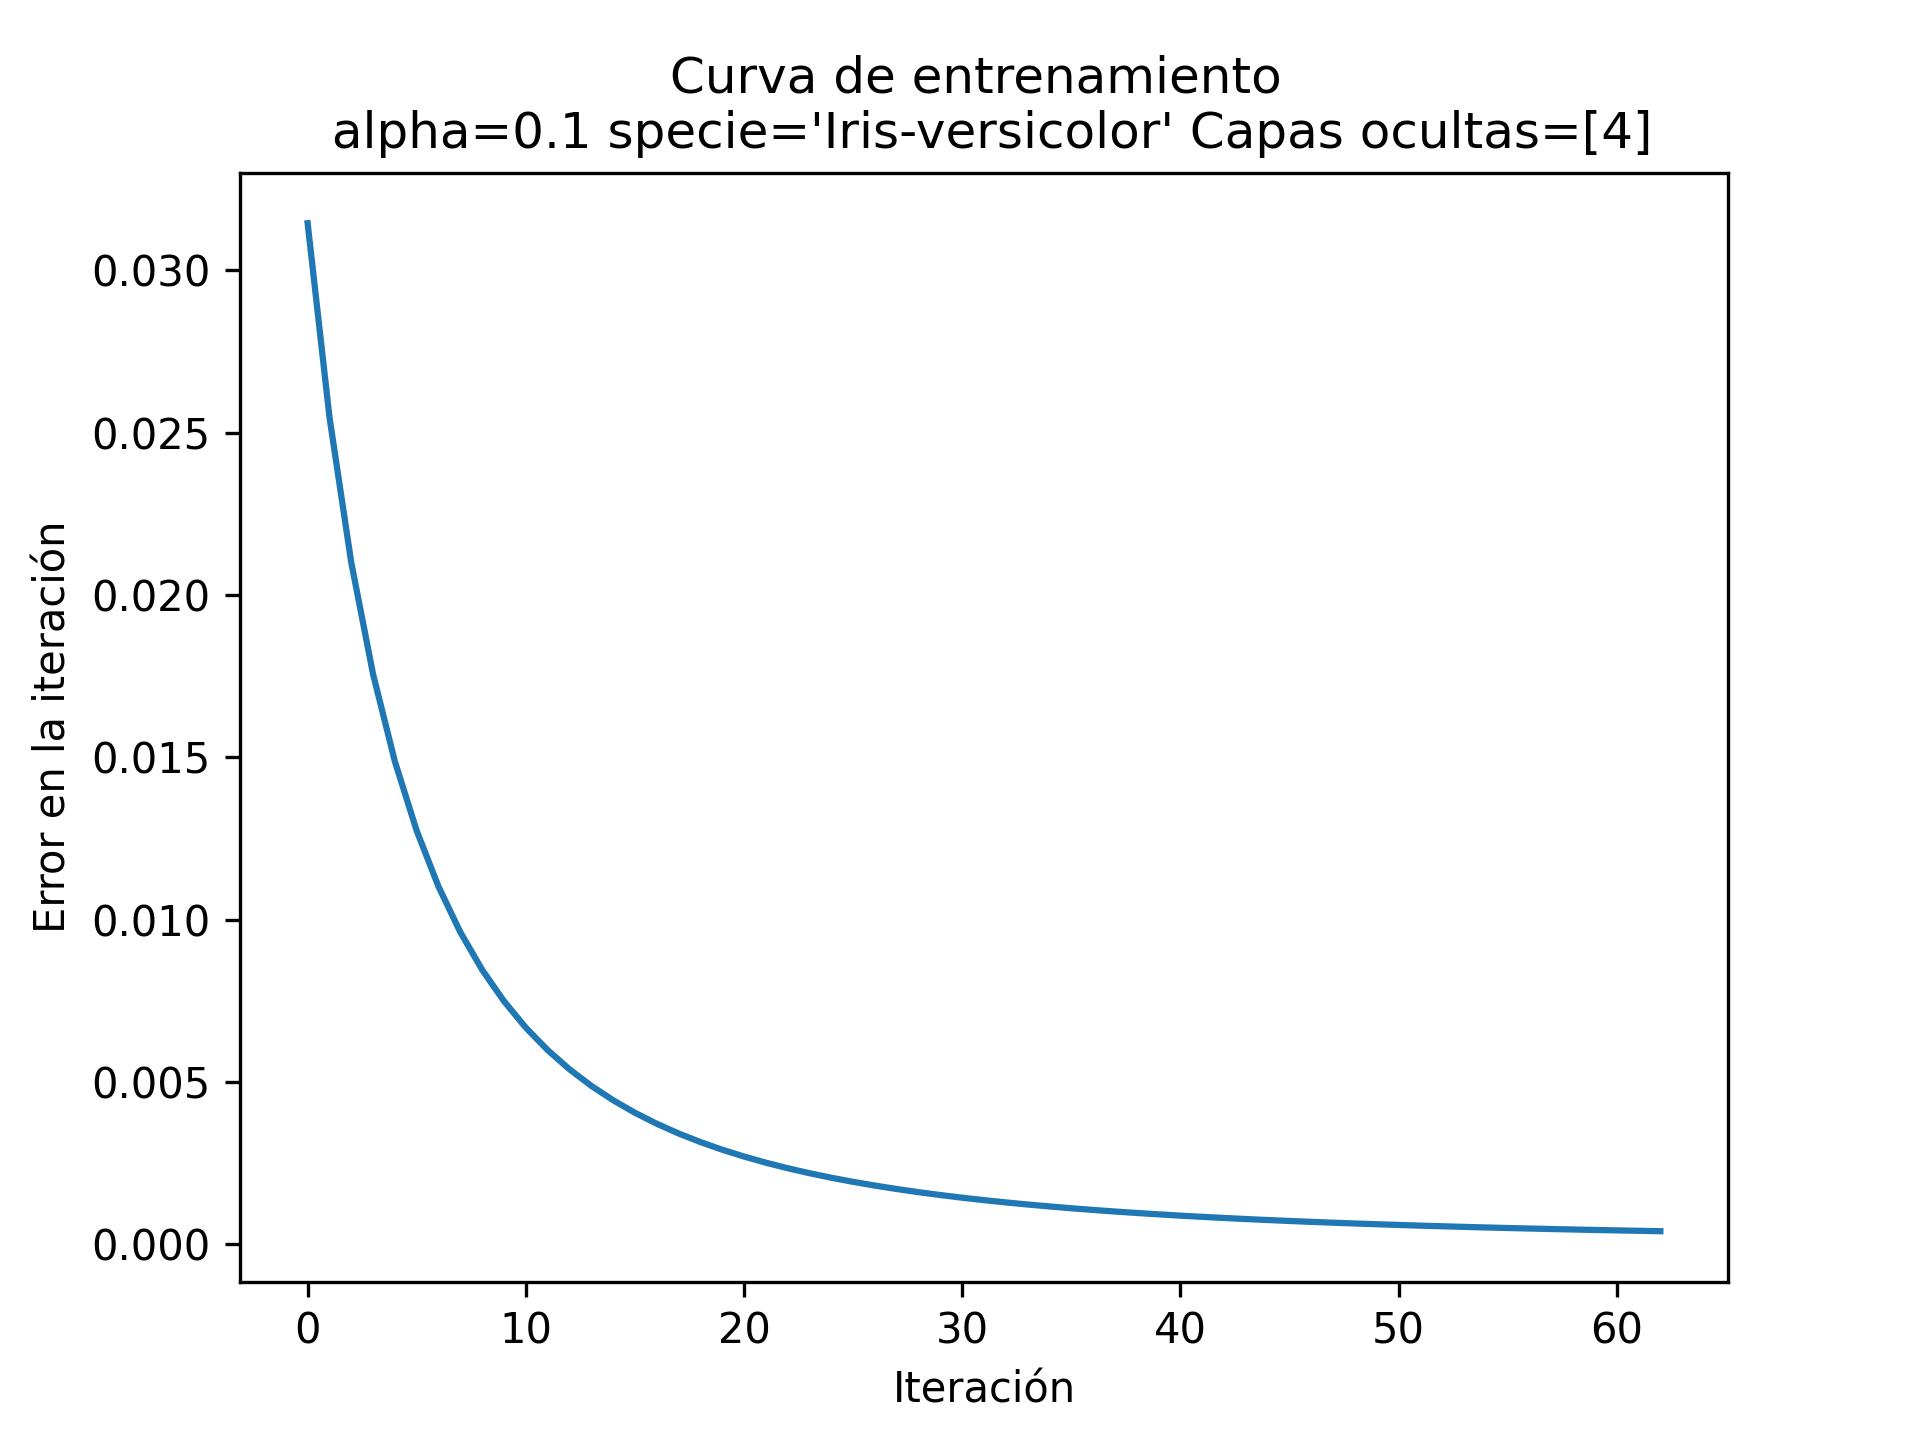 Curva de entrenamiento
alpha=0.1 specie='Iris-versicolor' Capas ocultas=[4]
Error en la iteración
0.030
0.025
0.020
0.015
0.010
0.005
0.000
0 10 20 30 40 50 60
Iteración